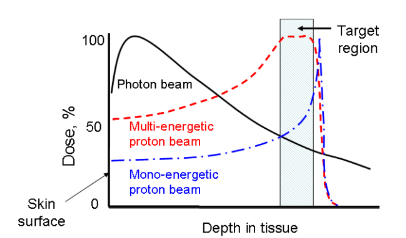 100
Target
region
Photon beam
Dose, %
50
Multi-energetic
proton beam
Mono-energetic
proton beam
Skin
surface
0
Depth in tissue